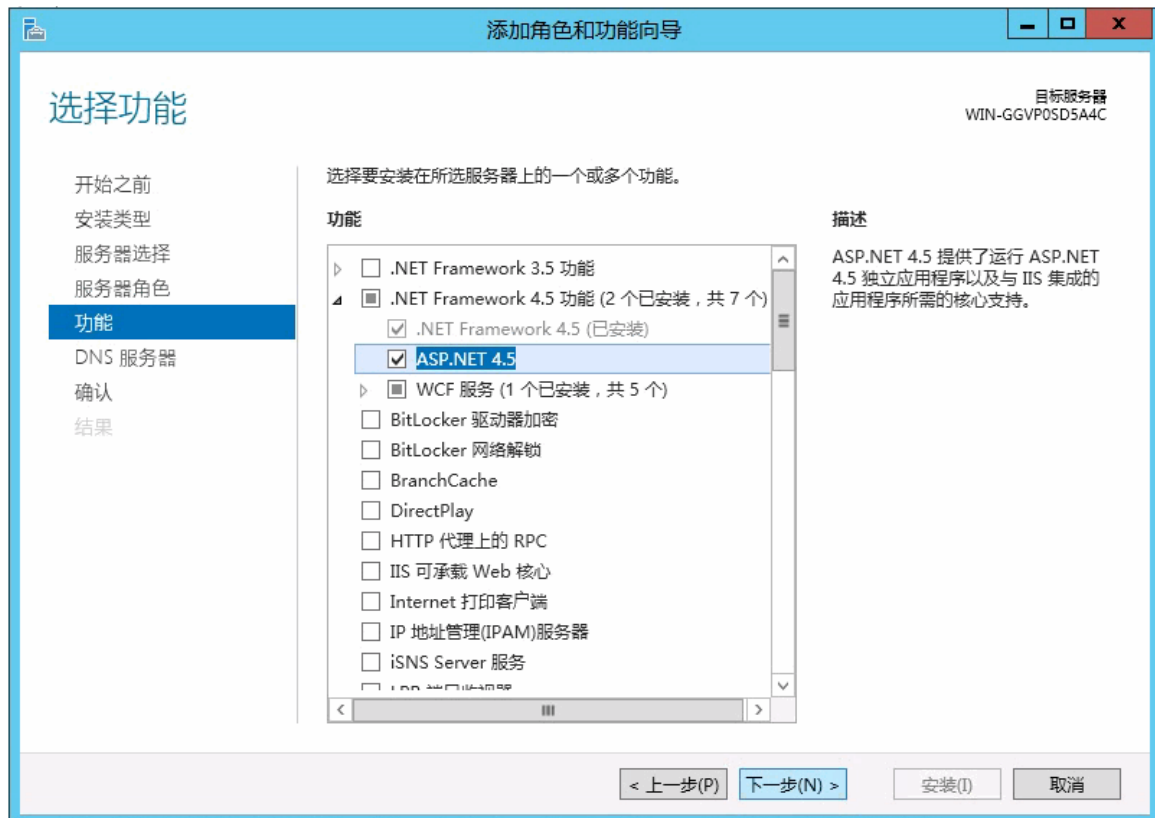 添加角色和功能向导
选择功能
目标服务器
WIN-GGVP0SD5A4C
开始之前
安装类型
服务器选择
服务器角色
功能
DNS 服务器
确认
结果
选择要安装在所选服务器上的一个或多个功能。
功能
.NET Framework 3.5 功能
.NET Framework 4.5 功能 (2 个已安装，共 7 个)
.NET Framework 4.5 (已安装)
ASP.NET 4.5
WCF 服务 (1 个已安装，共 5 个)
BitLocker 驱动器加密
BitLocker 网络解锁
BranchCache
DirectPlay
HTTP 代理上的 RPC
IIS 可承载 Web 核心
Internet 打印客户端
IP 地址管理(IPAM)服务器
iSNS Server 服务
描述
ASP.NET 4.5 提供了运行 ASP.NET
4.5 独立应用程序以及与 IIS 集成的
应用程序所需的核心支持。
< 上一步(P)
下一步(N) >
安装(I)
取消